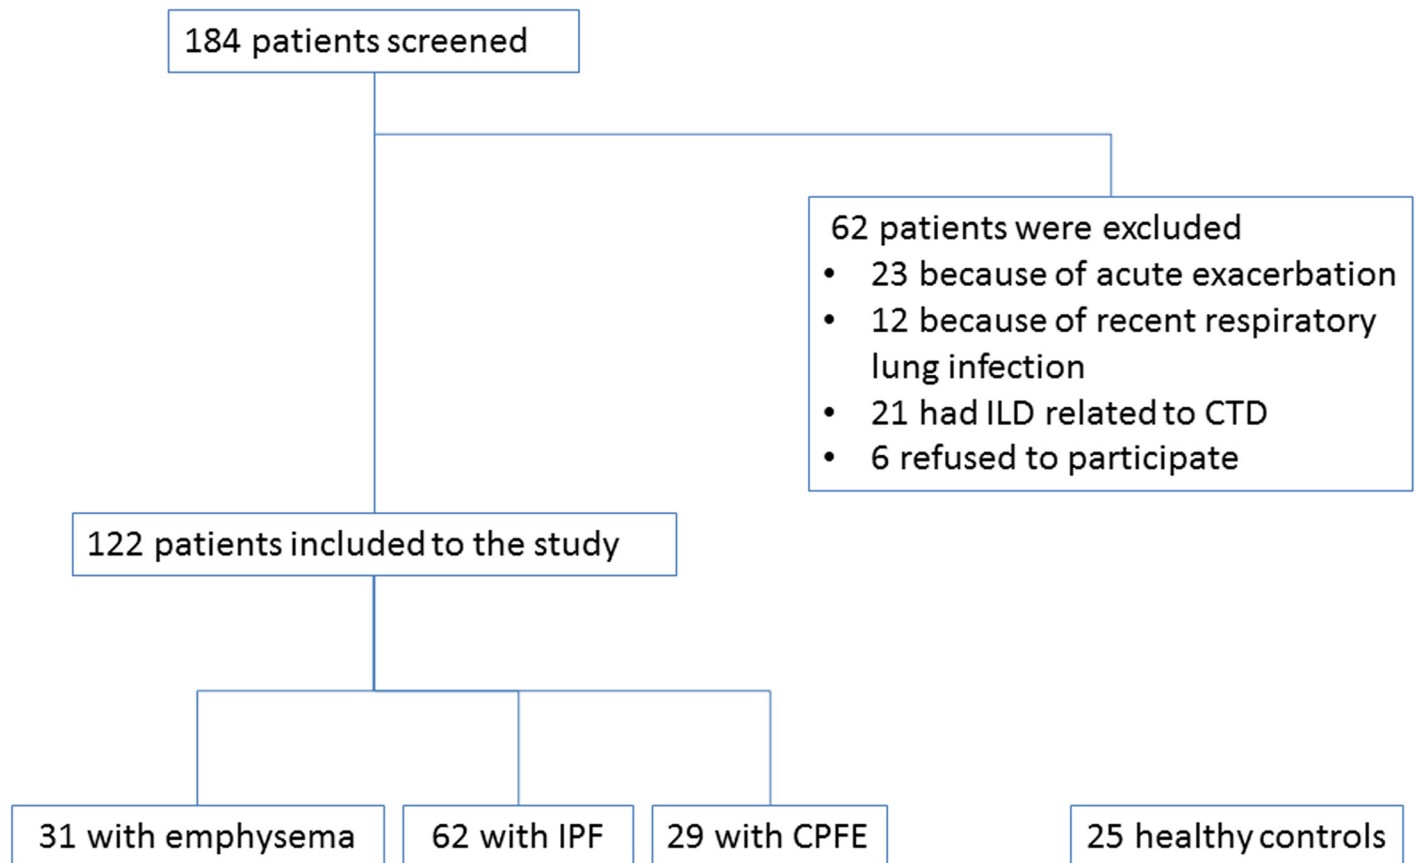 184 patients screened
62 patients were excluded
• 23 because of acute exacerbation
• 12 because of recent respiratory
lung infection
• 21 had ILD related to CTD
• 6 refused to participate
122 patients included to the study
31 with emphysema
62 with IPF
29 with CPFE
25 healthy controls